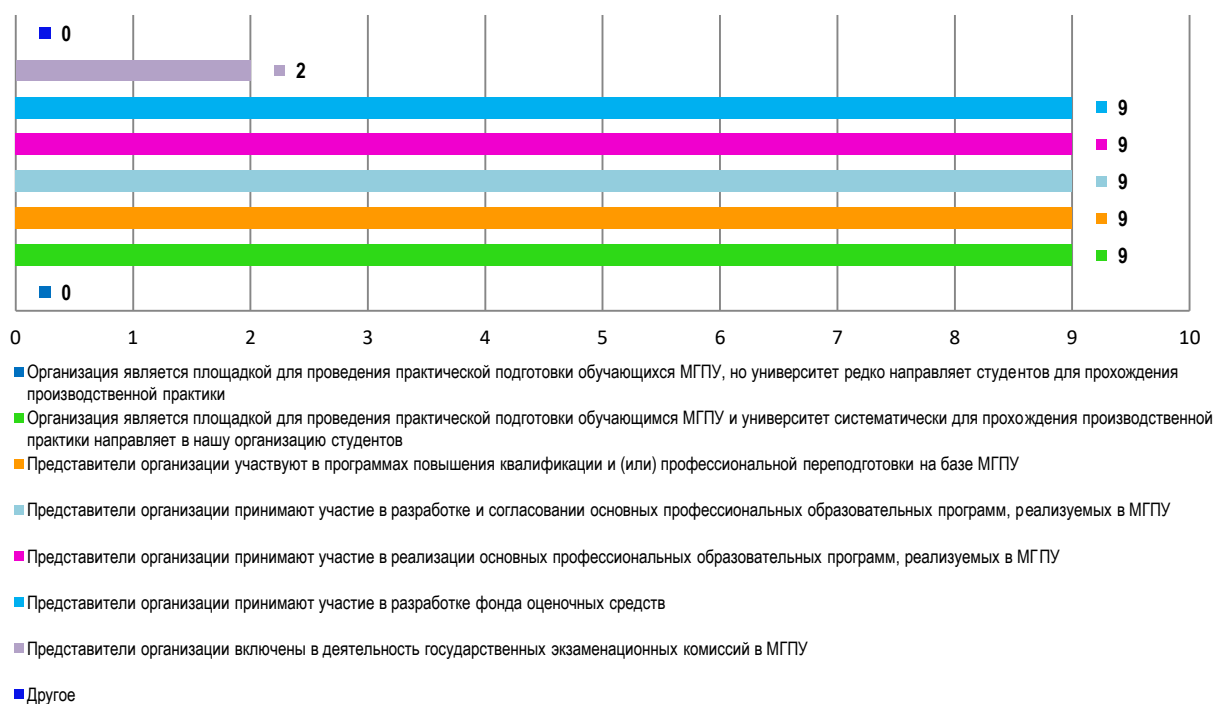 0
2
9
9
9
9
9
0
0 1 2 3 4 5 6 7 8 9 10
Организация является площадкой для проведения практической подготовки обучающихся МГПУ, но университет редко направляет студентов для прохождения
производственной практики
Организация является площадкой для проведения практической подготовки обучающимся МГПУ и университет систематически для прохождения производственной
практики направляет в нашу организацию студентов
Представители организации участвуют в программах повышения квалификации и (или) профессиональной переподготовки на базе МГПУ
Представители организации принимают участие в разработке и согласовании основных профессиональных образовательных программ, реализуемых в МГПУ
Представители организации принимают участие в реализации основных профессиональных образовательных программ, реализуемых в МГПУ
Представители организации принимают участие в разработке фонда оценочных средств
Представители организации включены в деятельность государственных экзаменационных комиссий в МГПУ
Другое